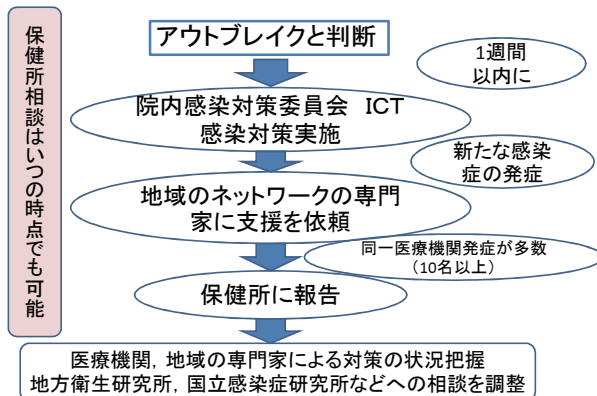 保健所相談はいつの時点でも可能
アウトブレイクと判断
1週間
以内に
院内感染対策委員会 ICT
感染対策実施
新たな感染
症の発症
地域のネットワークの専門
家に支援を依頼
同一医療機関発症が多数
（10名以上）
保健所に報告
医療機関，地域の専門家による対策の状況把握
地方衛生研究所，国立感染症研究所などへの相談を調整